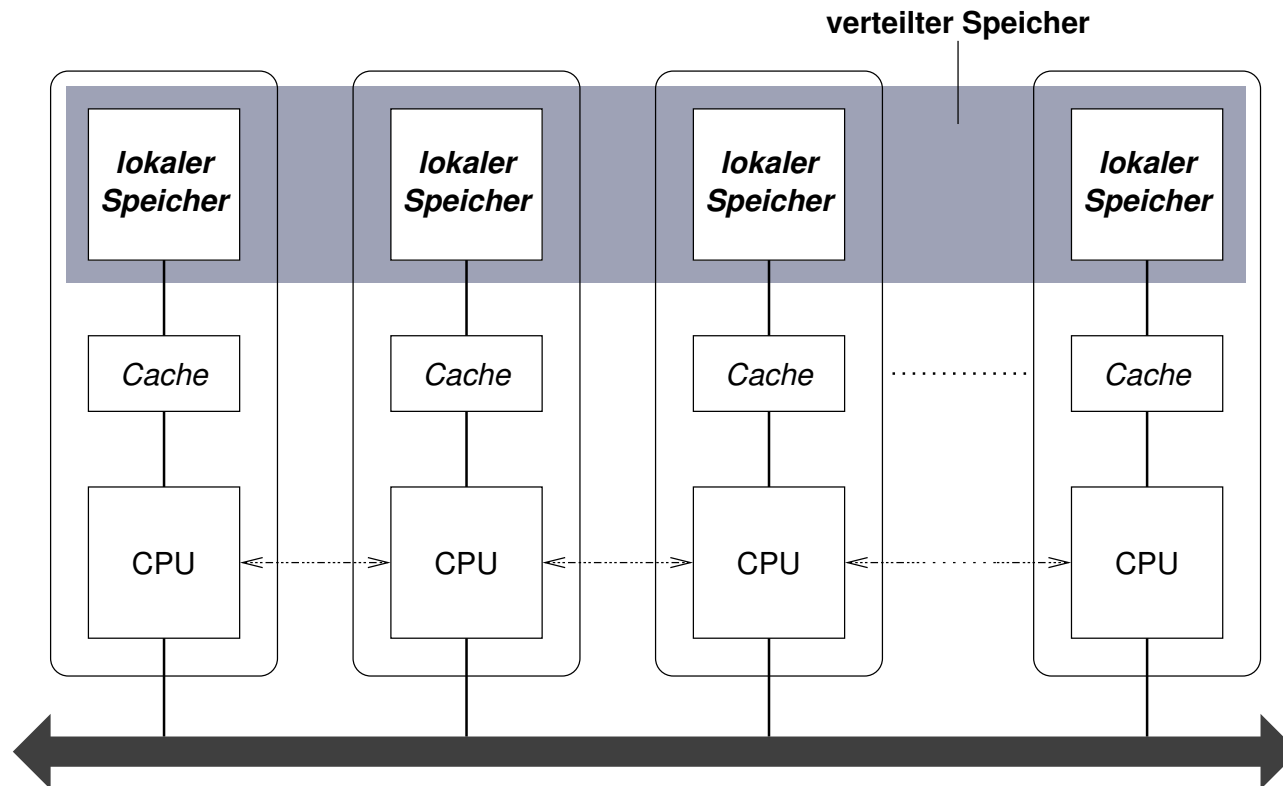 verteilter Speicher
lokaler
Speicher
lokaler
Speicher
lokaler
Speicher
lokaler
Speicher
Cache
Cache
Cache
Cache
CPU
CPU
CPU
CPU